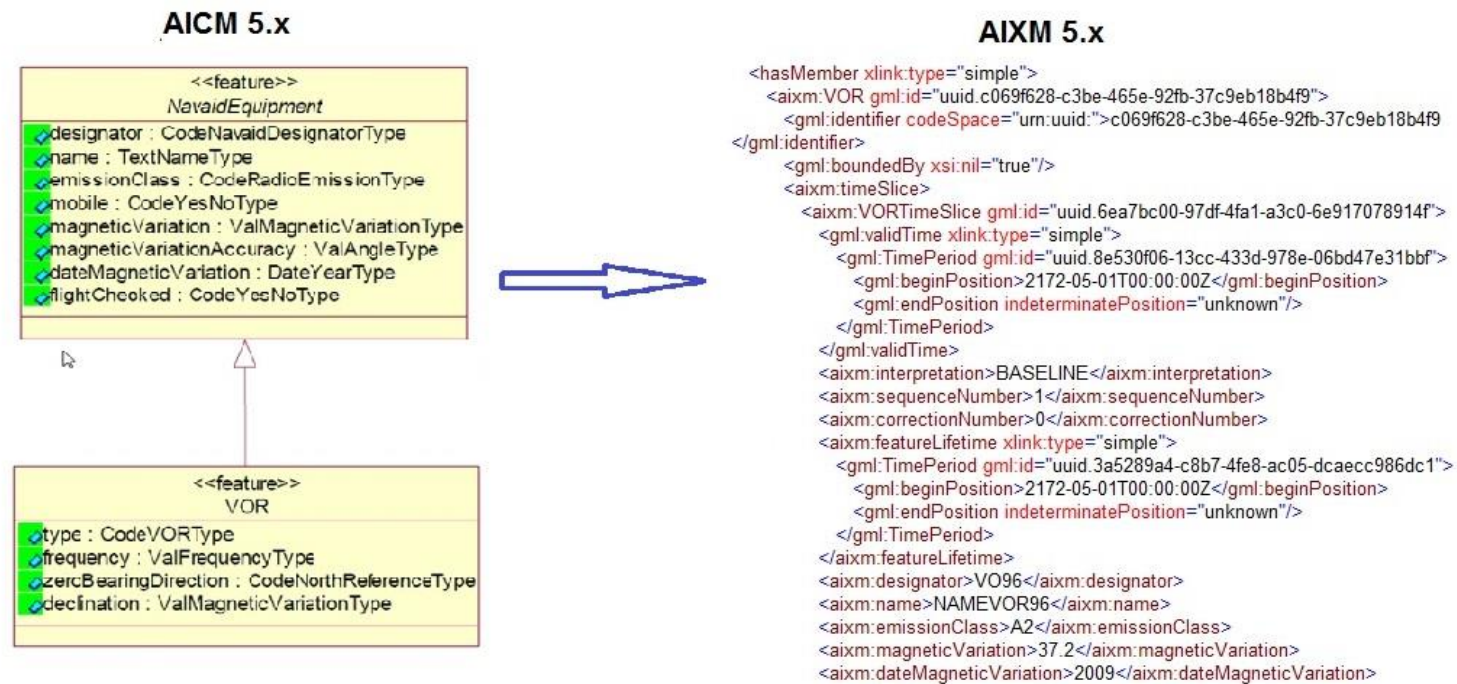 AICM 5.x
<<feature>>
NavaidEquipment
designator : CodeNavaidDesignatorType
name : TextNameType
emissionClass : CodeRadioEmissionType
mobile : CodeYesNoType
magneticVariation : ValMagneticVariationType
magneticVariationAccuracy : ValAngleType
dateMagneticVariation : DateYearType
flightChecked : CodeYesNoType
<<feature>>
VOR
type : CodeVORType
frequency : ValFrequencyType
zeroBearingDirection : CodeNorthReferenceType
declination : ValMagneticVariationType
AIXM 5.x
<hasMember xlink:type="simple">
<aixm:VOR gml:id="uuid.c069f628-c3be-465e-92fb-37c9eb18b4f9">
<gml:identifier codeSpace="urn:uuid:">c069f628-c3be-465e-92fb-37c9eb18b4f9
</gml:identifier>
<gml:boundedBy xsi:nil="true"/>
<aixm:timeSlice>
<aixm:VORTimeSlice gml:id="uuid.6ea7bc00-97df-4fa1-a3c0-6e917078914f">
<gml:validTime xlink:type="simple">
<gml:TimePeriod gml:id="uuid.8e530f06-13cc-433d-978e-06bd47e31bbf">
<gml:beginPosition>2172-05-01T00:00:00Z</gml:beginPosition>
<gml:endPosition indeterminatePosition="unknown"/>
</gml:TimePeriod>
</gml:validTime>
<aixm:interpretation>BASELINE</aixm:interpretation>
<aixm:sequenceNumber>1</aixm:sequenceNumber>
<aixm:correctionNumber>0</aixm:correctionNumber>
<aixm:featureLifetime xlink:type="simple">
<gml:TimePeriod gml:id="uuid.3a5289a4-c8b7-4fe8-ac05-dcaecc986dc1">
<gml:beginPosition>2172-05-01T00:00:00Z</gml:beginPosition>
<gml:endPosition indeterminatePosition="unknown"/>
</gml:TimePeriod>
</aixm:featureLifetime>
<aixm:designator>VO96</aixm:designator>
<aixm:name>NAMEVOR96</aixm:name>
<aixm:emissionClass>A2</aixm:emissionClass>
<aixm:magneticVariation>37.2</aixm:magneticVariation>
<aixm:dateMagneticVariation>2009</aixm:dateMagneticVariation>